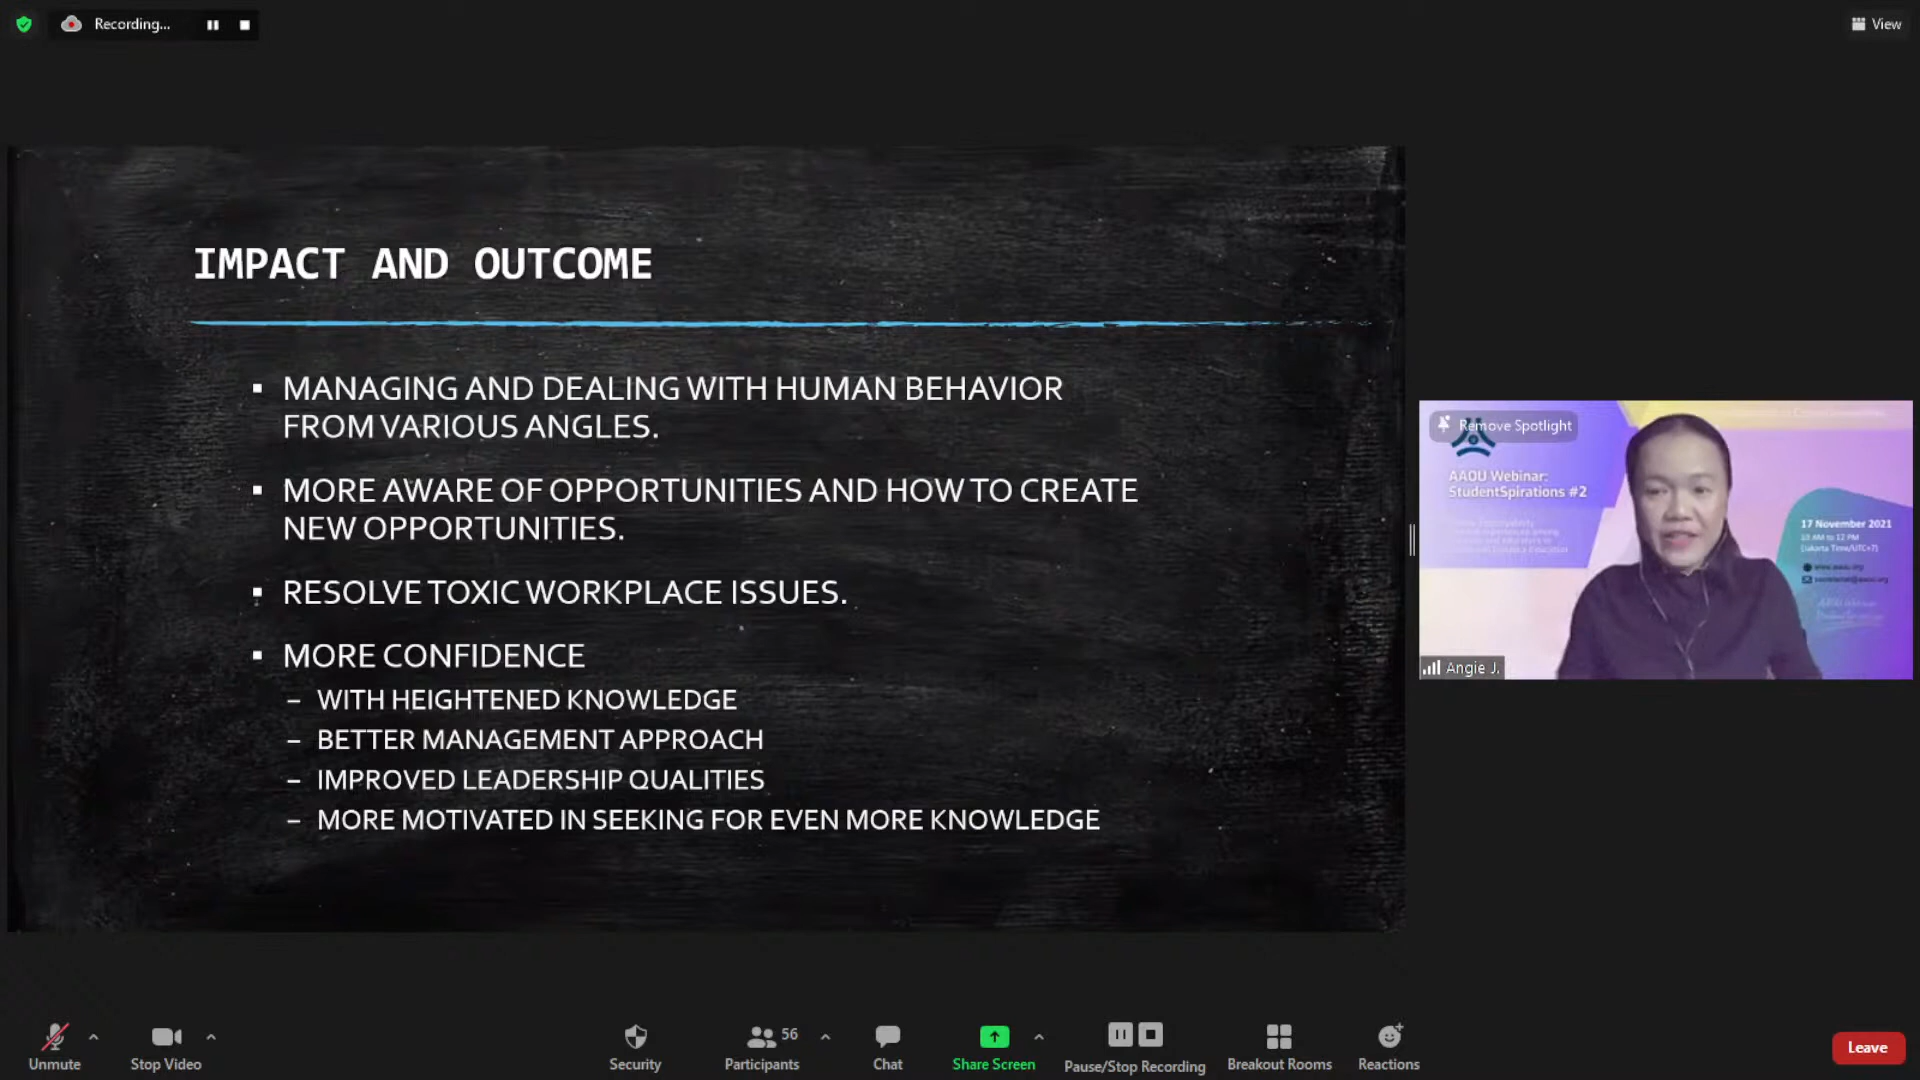 Recording...
View
IMPACT AND OUTCOME
MANAGING AND DEALING WITH HUMAN BEHAVIOR
FROM VARIOUS ANGLES.
MORE AWARE OF OPPORTUNITIES AND HOW TO CREATE
NEW OPPORTUNITIES.
RESOLVE TOXIC WORKPLACE ISSUES.
MORE CONFIDENCE
– WITH HEIGHTENED KNOWLEDGE
– BETTER MANAGEMENT APPROACH
– IMPROVED LEADERSHIP QUALITIES
– MORE MOTIVATED IN SEEKING FOR EVEN MORE KNOWLEDGE
Remove Spotlight
AAOU Webinar:
StudentSpirations #2
17 November 2021
10 AM to 12 PM
(Jakarta Time/UTC+7)
www.aaou.org
Angie J.
Unmute
Stop Video
Security
56
Participants
Chat
Share Screen
Pause/Stop Recording
Breakout Rooms
Reactions
Leave